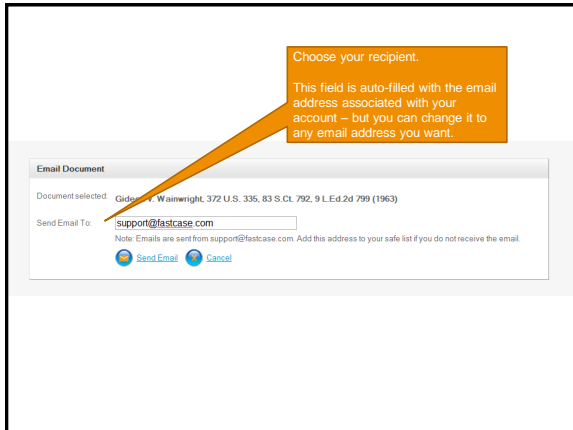 Choose your recipient.
This field is auto-filled with the email
address associated with your
account – but you can change it to
any email address you want.
Email Document
Document selected: Gideon V. Wainwright, 372 U.S. 335, 83 S.Ct. 792, 9 L.Ed.2d 799 (1963)
Send Email To: support@fastcase.com
Note: Emails are sent from support@fastcase.com. Add this address to your safe list if you do not receive the email.
Send Email Cancel